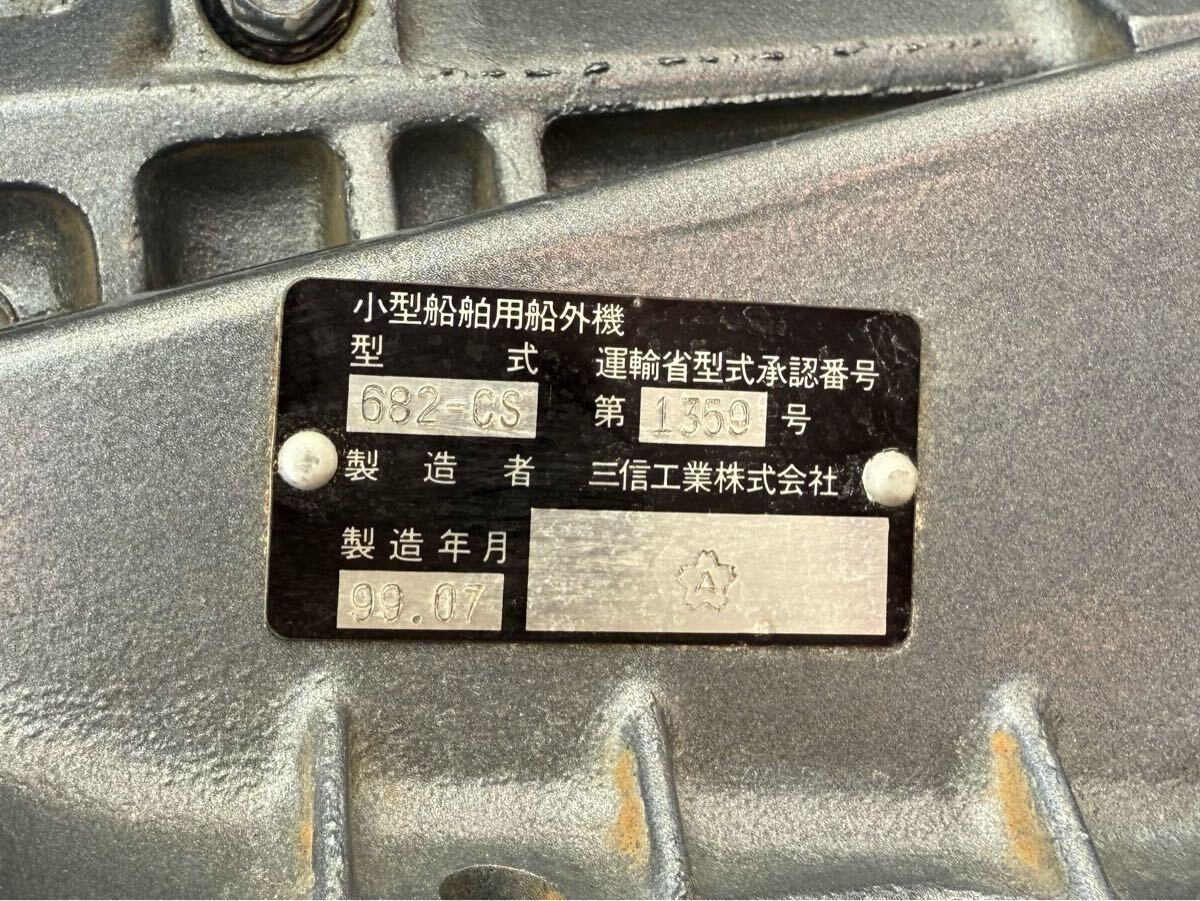 小型船舶用船外機
型式 運輸省型式承認番号
682-CS 第 1359 号
製造者 三信工業株式会社
製造年月
99.07
A